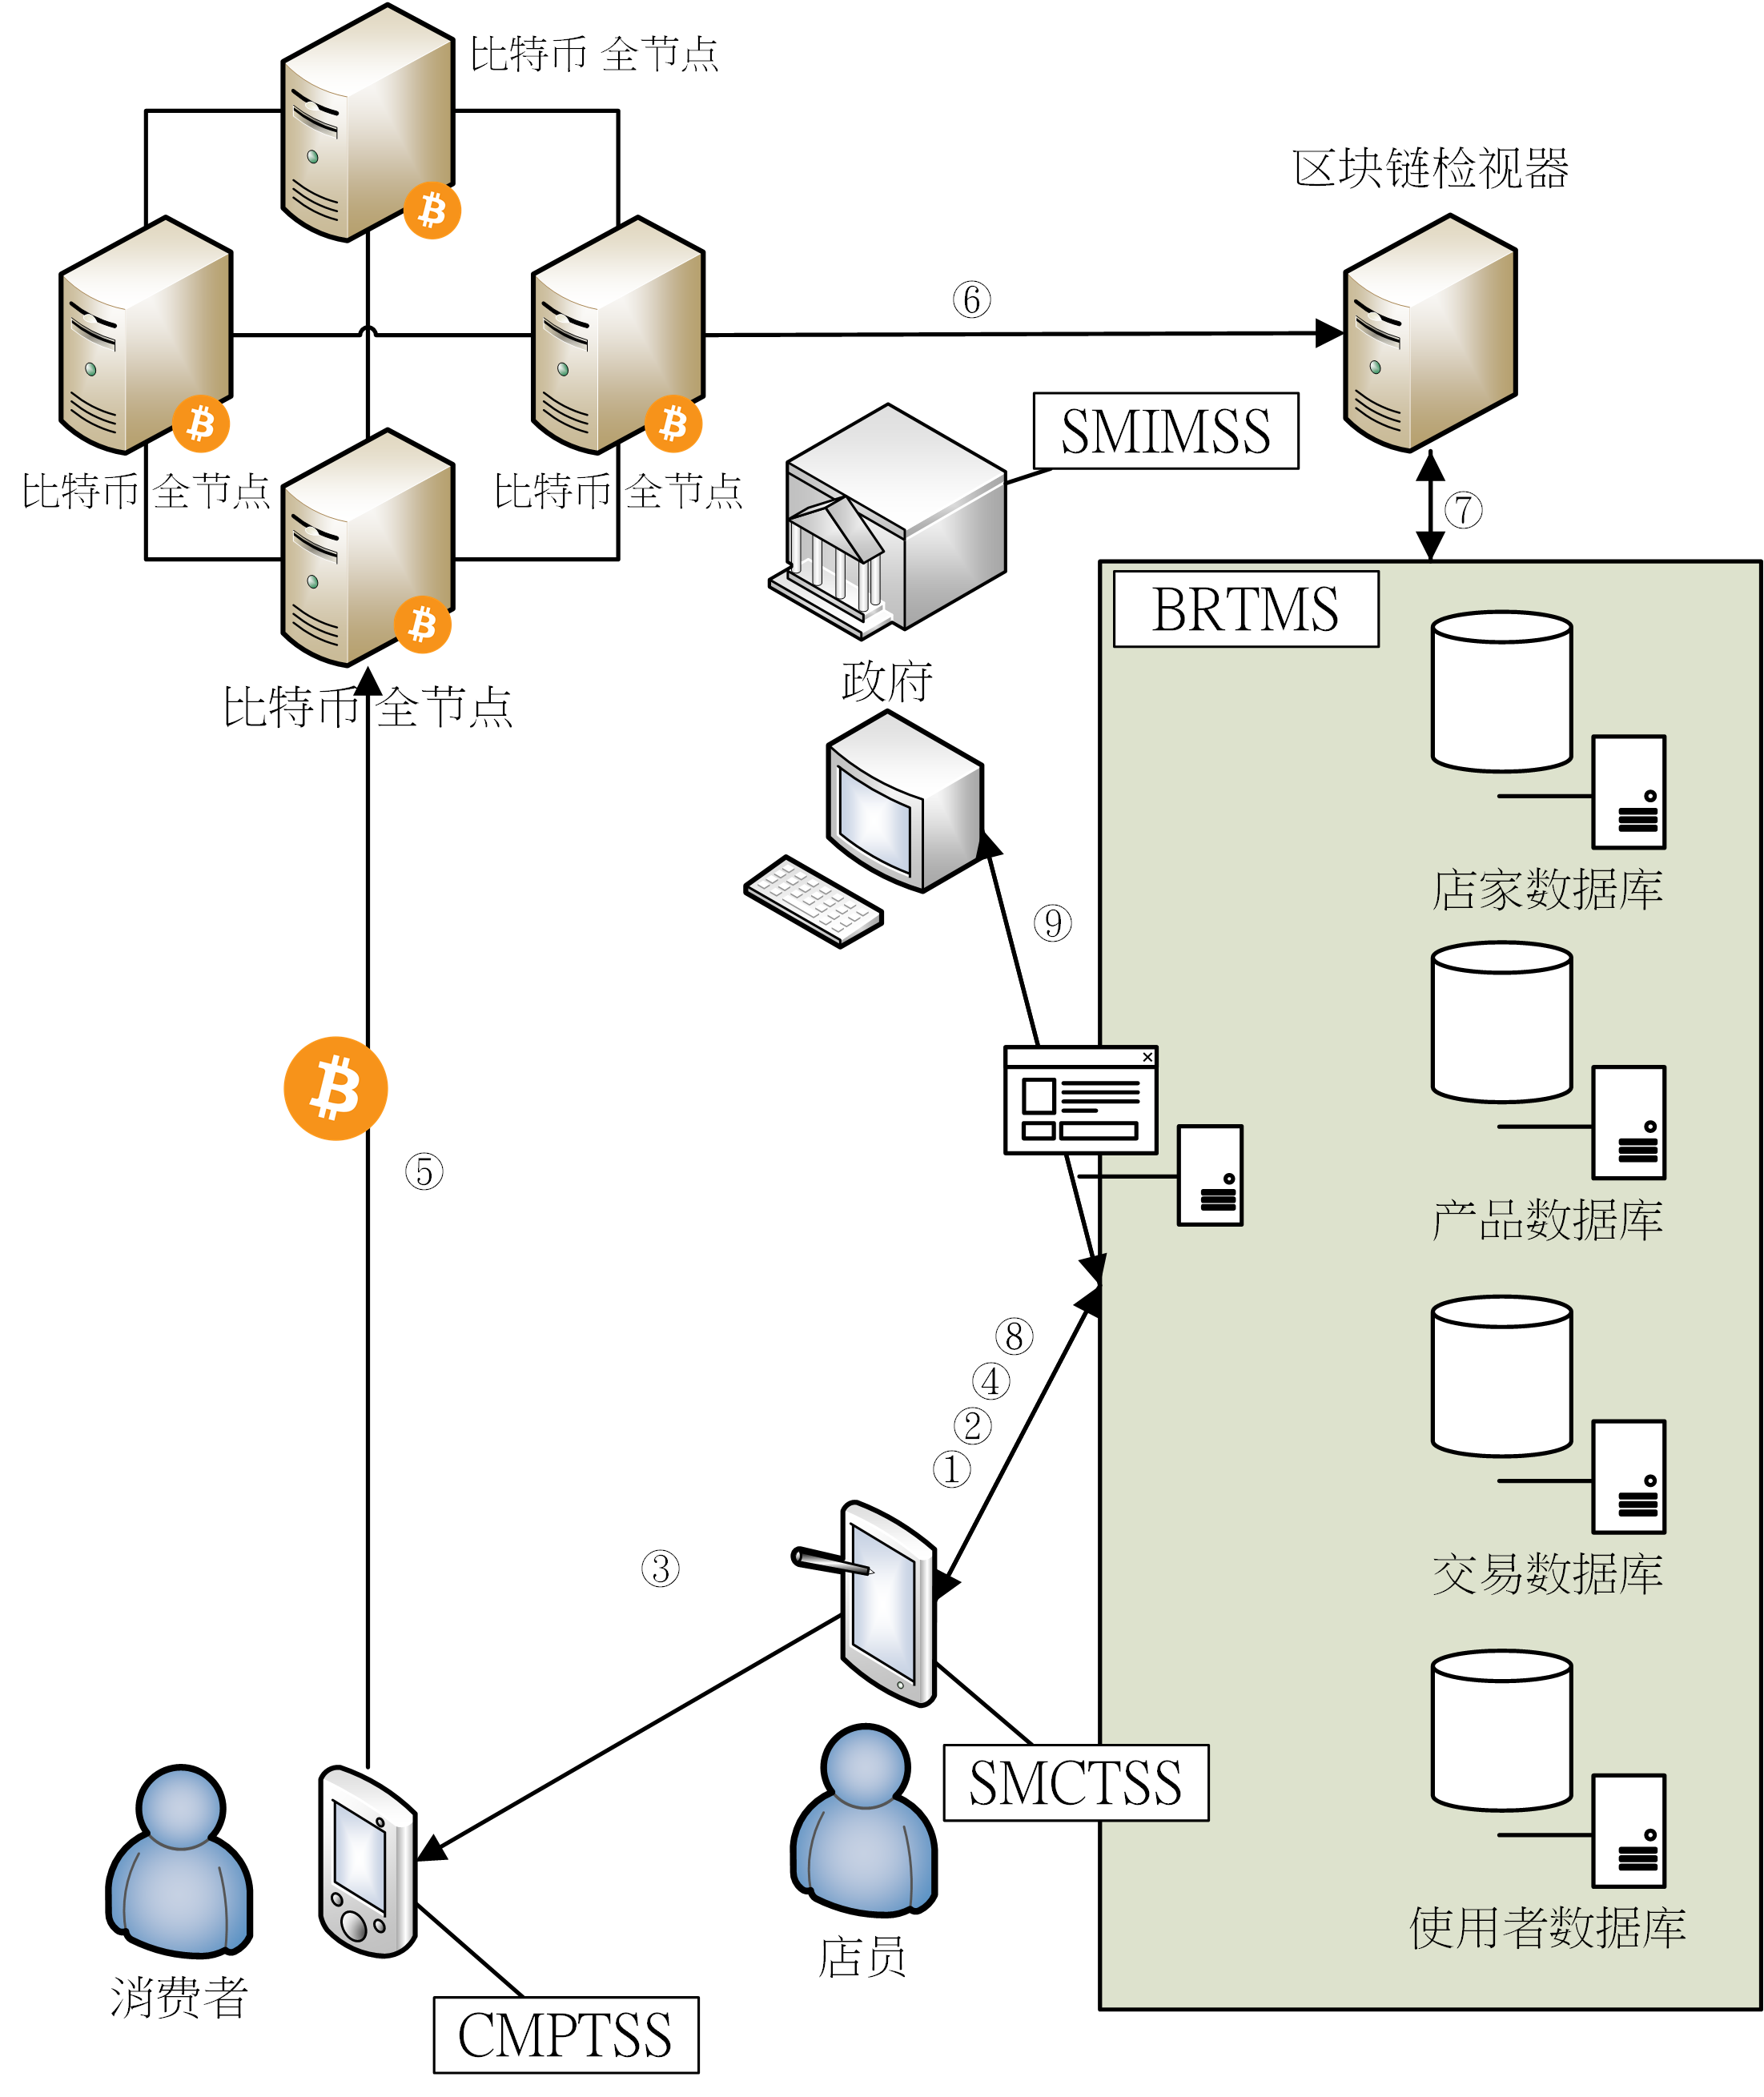 比特币 全节点
区块链检视器
⑥
SMIMSS
比特币 全节点
比特币 全节点
⑦
BRTMS
政府
比特币 全节点
店家数据库
⑨
⑤
产品数据库
⑧
④
②
①
③
交易数据库
SMCTSS
使用者数据库
店员
消费者
CMPTSS